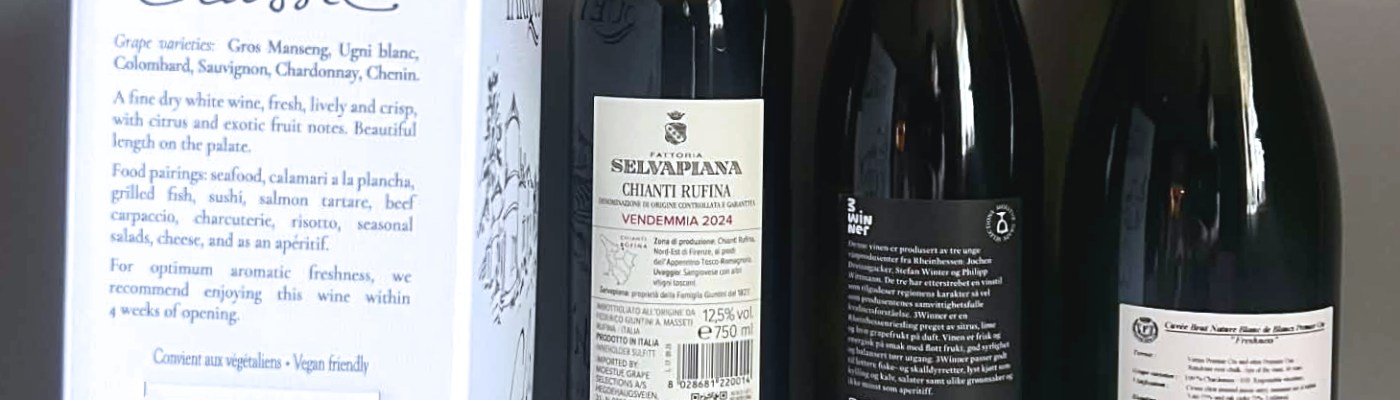 Classic
Grape varieties: Gros Manseng, Ugni blanc,
Colombard, Sauvignon, Chardonnay, Chenin.
A fine dry white wine, fresh, lively and crisp,
with citrus and exotic fruit notes. Beautiful
length on the palate.
Food pairings: seafood, calamari a la plancha,
grilled fish, sushi, salmon tartare, beef
carpaccio, charcuterie, risotto, seasonal
salads, cheese, and as an apéritif.
For optimum aromatic freshness, we
recommend enjoying this wine within
4 weeks of opening.
Convient aux végétaliens • Vegan friendly
FATTORIA
SELVAPIANA
CHIANTI RUFINA
DENOMINAZIONE DI ORIGINE CONTROLLATA E GARANTITA
VENDEMMIA 2024
CHIANTI
RUFINA
Zona di produzione: Chianti Rufina,
Nord-Est di Firenze, ai piedi
dell'Appennino Tosco-Romagnolo.
Uvaggio: Sangiovese con altri
vitigni toscani.
Selvapiana: proprietà della Famiglia Giuntini dal 1827.
IMBOTTIGLIATO ALL'ORIGINE DA
FEDERICO GIUNTINI A. MASSETI
RUFINA - ITALIA
PRODOTTO IN ITALIA
INNEHOLDER SULFITT
IMPORTED BY:
MOESTUE GRAPE
SELECTIONS A/S
HEGDEHAUGSVEIEN,
12,5% vol.
e 750 ml
8 028681 220014
3
WiN
Ner
Denne vinen er produsert av tre unge
vinprodusenter fra Rheinhessen: Jochen
Dreissigacker, Stefan Winter og Philipp
Wittmann. De tre har etterstrebet en vinstil
som tilgodeser regionens karakter så vel
som produsentenes samvittighetsfulle
kvalitetsforståelse. 3Winner er en
Rheinhessenriesling preget av sitrus, lime
og hvit grapefrukt på duft. Vinen er frisk og
energisk på smak med flott frukt, god syrlighet
og balansert tørr utgang. 3Winner passer godt
til lettere fiske- og skalldyrretter, lyst kjøtt som
kylling og kalv, salater samt ulike grønnsaker og
ikke minst som aperitiff.
Cuvée Brut Nature Blanc de Blancs Premier Cru
"Freshness"